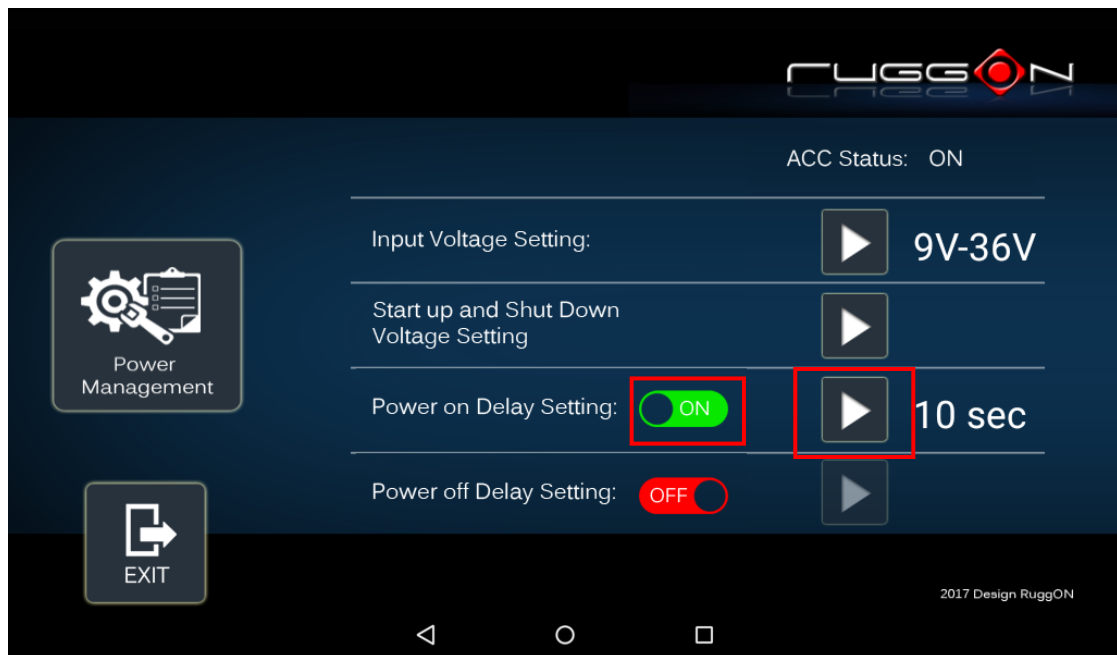 RUGGON
ACC Status: ON
Input Voltage Setting:
9V-36V
Start up and Shut Down
Voltage Setting
Power
Management
Power on Delay Setting:
ON
10 sec
Power off Delay Setting:
OFF
EXIT
2017 Design RuggON